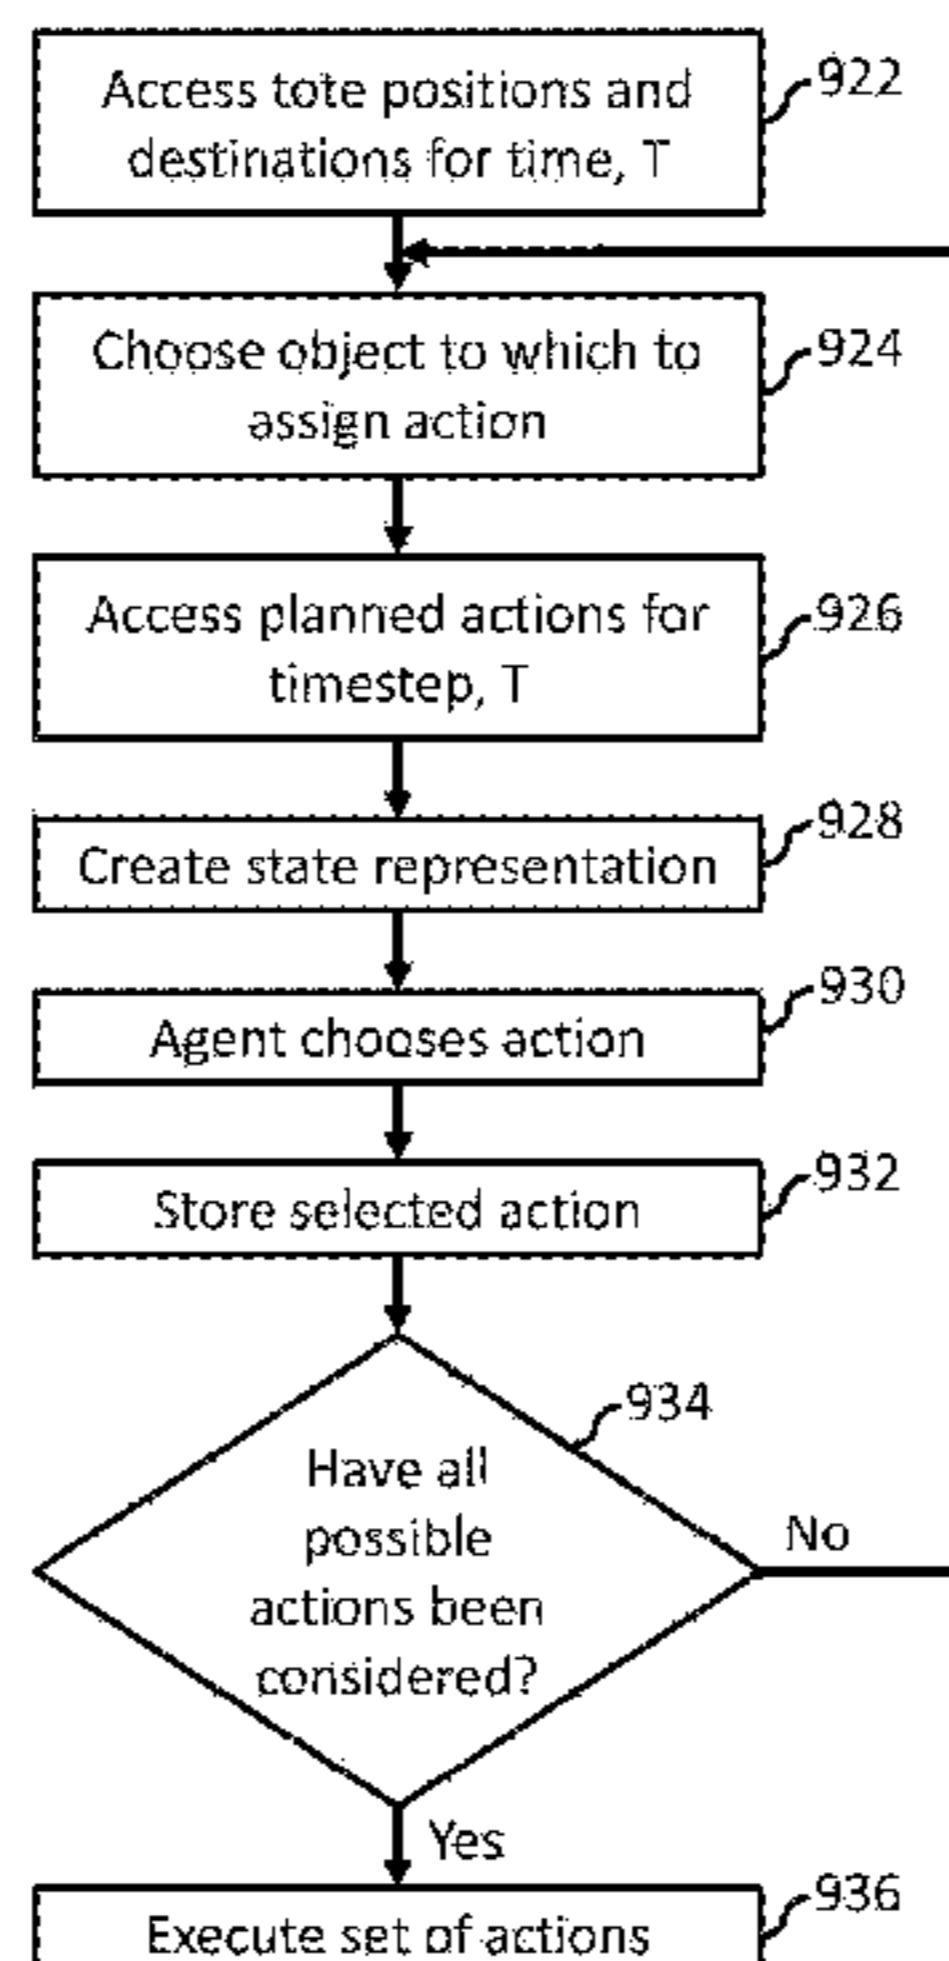 Access tote positions and
destinations for time, T
922
Choose object to which to
assign action
924
Access planned actions for
timestep, T
926
Create state representation
928
Agent chooses action
930
Store selected action
932
Have all
possible
actions been
considered?
934
No
Yes
Execute set of actions
936